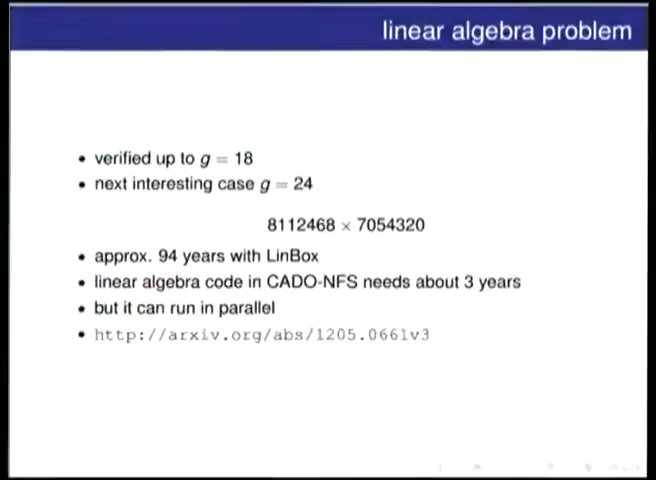 linear algebra problem
• verified up to g = 18
• next interesting case g = 24
8112468 × 7054320
• approx. 94 years with LinBox
• linear algebra code in CADO-NFS needs about 3 years
• but it can run in parallel
• http://arxiv.org/abs/1205.0661v3